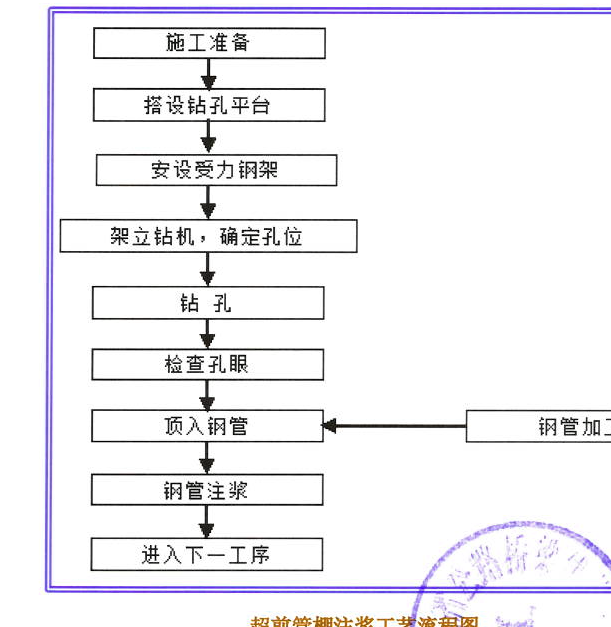 施工准备
搭设钻孔平台
安设受力钢架
架立钻机，确定孔位
钻 孔
检查孔眼
顶入钢管
钢管加工
钢管注浆
进入下一工序
超前管棚注浆工艺流程图